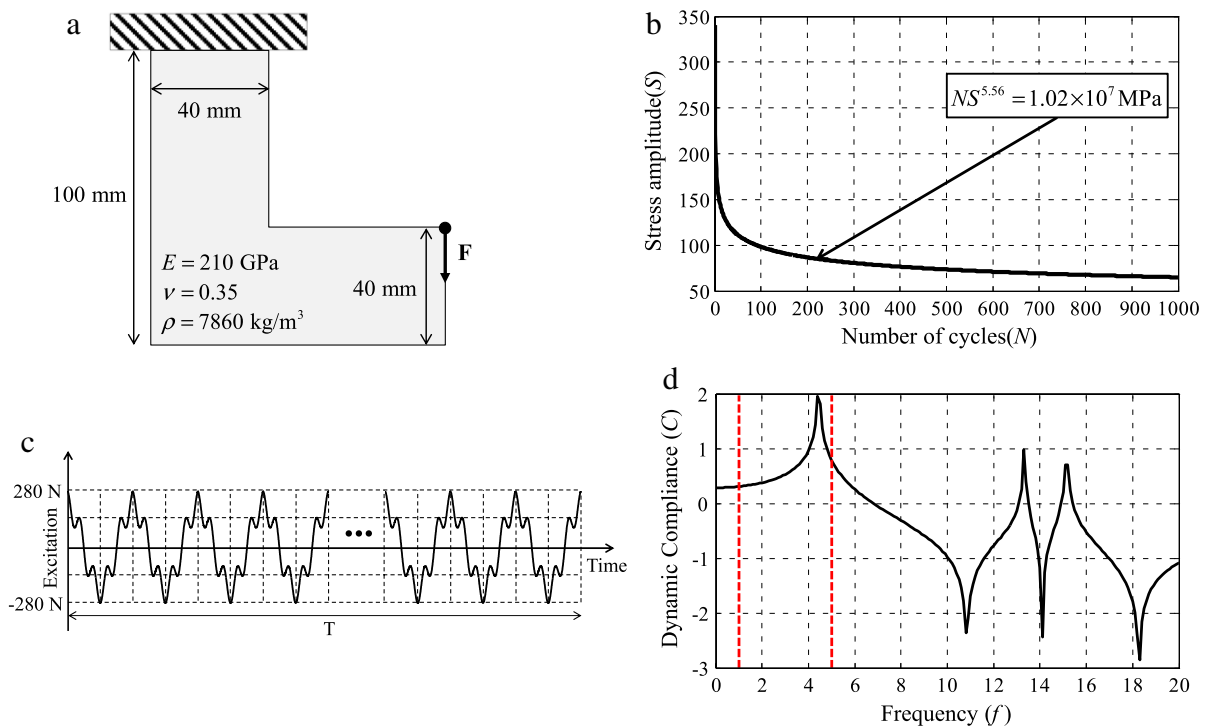 a
40 mm
100 mm
F
E = 210 GPa
ν = 0.35
ρ = 7860 kg/m³
40 mm
b
350
300
250
200
150
100
50
0 100 200 300 400 500 600 700 800 900 1000
Stress amplitude(S)
Number of cycles(N)
NS^5.56 = 1.02×10^7 MPa
c
280 N
-280 N
Excitation
Time
T
d
2
1
0
-1
-2
-3
0 2 4 6 8 10 12 14 16 18 20
Dynamic Compliance (C)
Frequency (f)